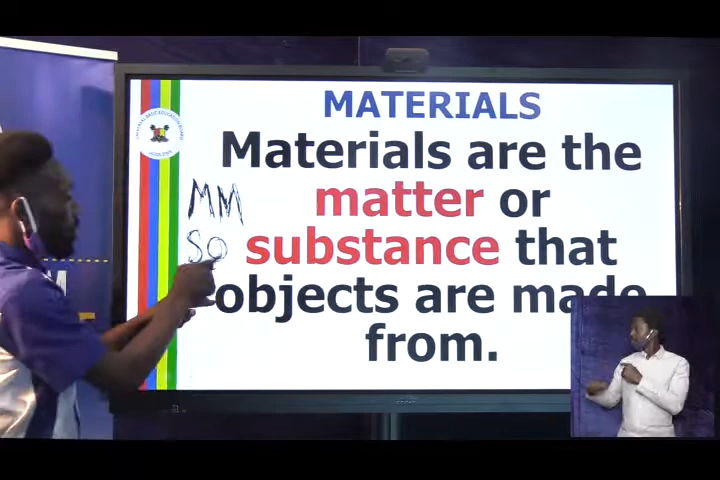 MATERIALS
Materials are the
matter or
substance that
objects are made
from.
MM
SO